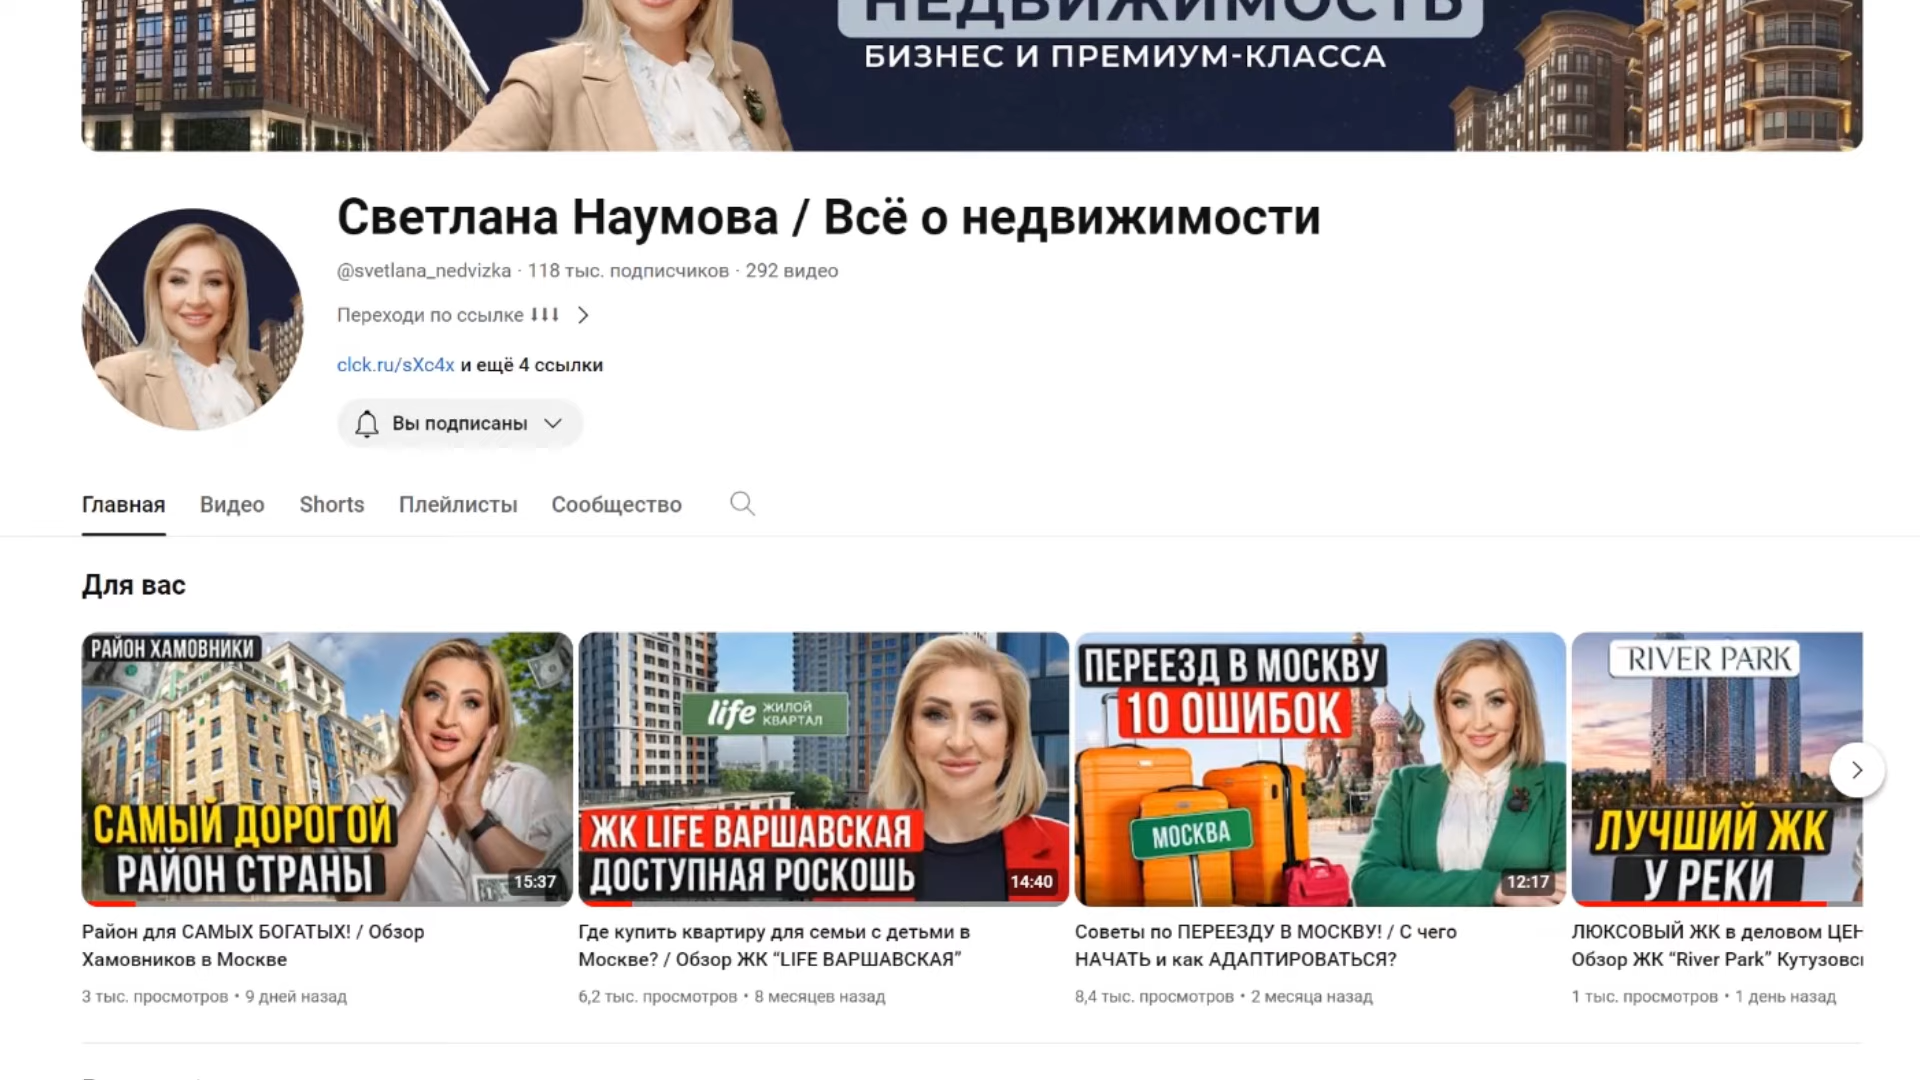 НЕДВИЖИМОСТЬ
БИЗНЕС И ПРЕМИУМ-КЛАССА
Светлана Наумова / Всё о недвижимости
@svetlana_nedvizka · 118 тыс. подписчиков · 292 видео
Переходи по ссылке ⬇⬇⬇
clck.ru/sXc4x и ещё 4 ссылки
Вы подписаны
Главная Видео Shorts Плейлисты Сообщество
Для вас
РАЙОН ХАМОВНИКИ
САМЫЙ ДОРОГОЙ
РАЙОН СТРАНЫ
15:37
Район для САМЫХ БОГАТЫХ! / Обзор
Хамовников в Москве
3 тыс. просмотров • 9 дней назад
life ЖИЛОЙ
КВАРТАЛ
ЖК LIFE ВАРШАВСКАЯ
ДОСТУПНАЯ РОСКОШЬ
14:40
Где купить квартиру для семьи с детьми в
Москве? / Обзор ЖК “LIFE ВАРШАВСКАЯ”
6,2 тыс. просмотров • 8 месяцев назад
ПЕРЕЕЗД В МОСКВУ
10 ОШИБОК
МОСКВА
12:17
Советы по ПЕРЕЕЗДУ В МОСКВУ! / С чего
НАЧАТЬ и как АДАПТИРОВАТЬСЯ?
8,4 тыс. просмотров • 2 месяца назад
RIVER PARK
ЛУЧШИЙ ЖК
У РЕКИ
ЛЮКСОВЫЙ ЖК в деловом ЦЕН
Обзор ЖК “River Park” Кутузовс
1 тыс. просмотров • 1 день назад